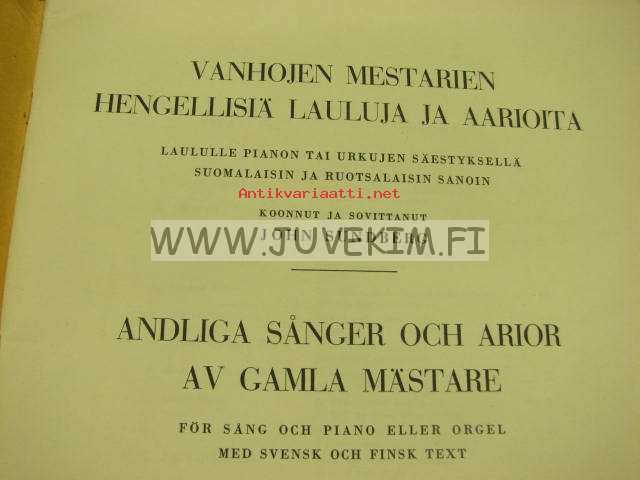 VANHOJEN MESTARIEN
HENGELLISIÄ LAULUJA JA AARIOITA
LAULULLE PIANON TAI URKUJEN SÄESTYKSELLÄ
SUOMALAISIN JA RUOTSALAISIN SANOIN
Antikvariaatti.net
KOONNUT JA SOVITTANUT
JOHN SUNDBERG
WWW.JUVEKIM.FI
ANDLIGA SÅNGER OCH ARIOR
AV GAMLA MÄSTARE
FÖR SÅNG OCH PIANO ELLER ORGEL
MED SVENSK OCH FINSK TEXT